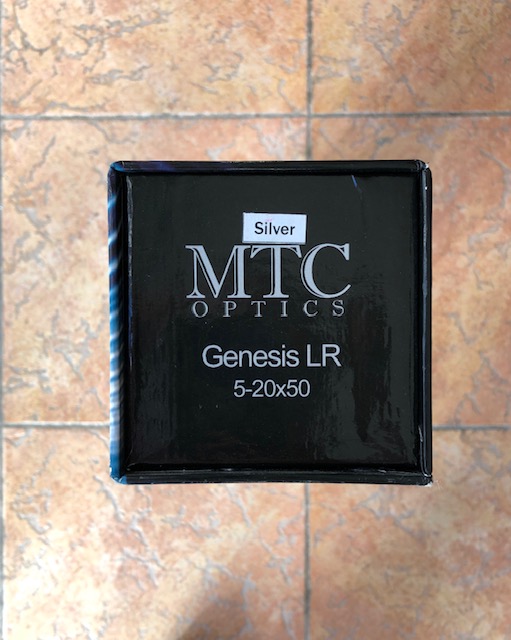 Silver
MTC
OPTICS
Genesis LR
5-20x50